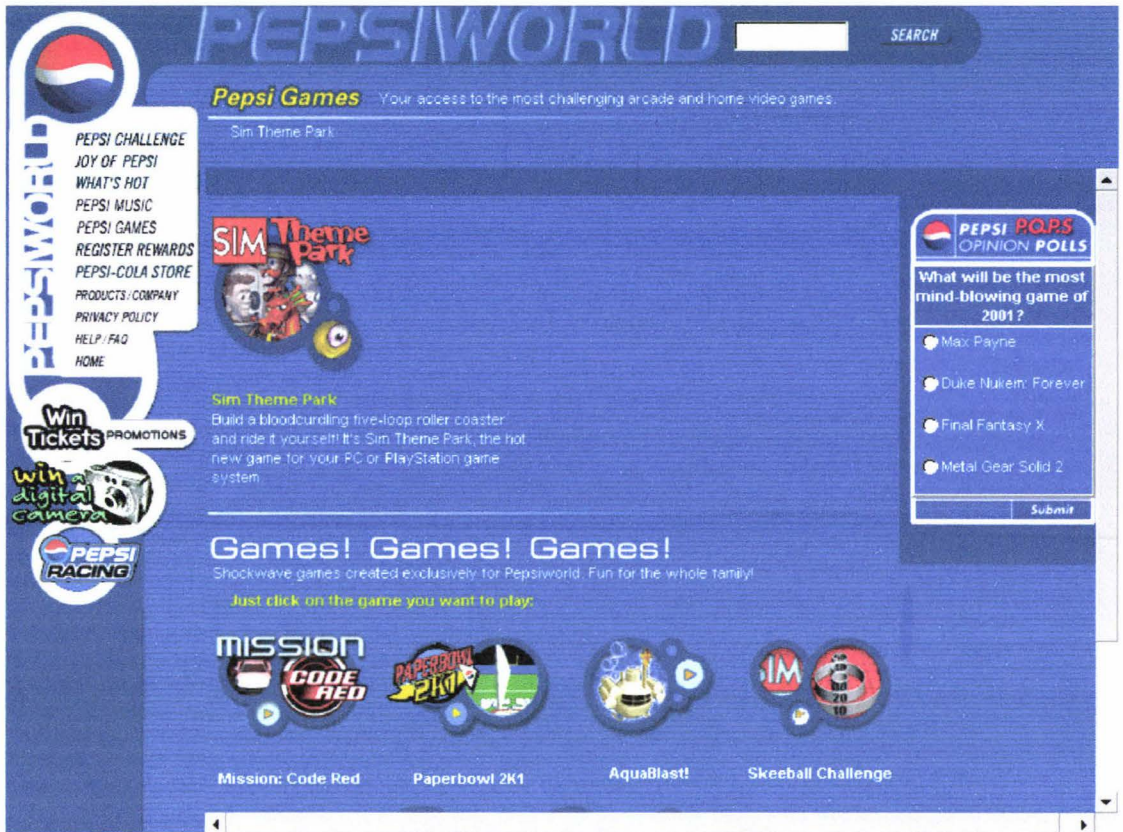 PEPSIWORLD
SEARCH
Pepsi Games Your access to the most challenging arcade and home video games.
Sim Theme Park
PEPSIWORLD
PEPSI CHALLENGE
JOY OF PEPSI
WHAT'S HOT
PEPSI MUSIC
PEPSI GAMES
REGISTER REWARDS
PEPSI-COLA STORE
PRODUCTS/COMPANY
PRIVACY POLICY
HELP/FAQ
HOME
Win
Tickets PROMOTIONS
win a
digital
camera
PEPSI
RACING
SIM Theme
Park
Sim Theme Park
Build a bloodcurdling five-loop roller coaster
and ride it yourself! It's Sim Theme Park, the hot
new game for your PC or PlayStation game
system
PEPSI P.O.P.S
OPINION POLLS
What will be the most
mind-blowing game of
2001?
Max Payne
Duke Nukem: Forever
Final Fantasy X
Metal Gear Solid 2
Submit
Games! Games! Games!
Shockwave games created exclusively for Pepsiworld. Fun for the whole family!
Just click on the game you want to play:
MISSION
CODE
RED
PAPERBOWL
2K1
SIM
20
10
Mission: Code Red
Paperbowl 2K1
AquaBlast!
Skeeball Challenge